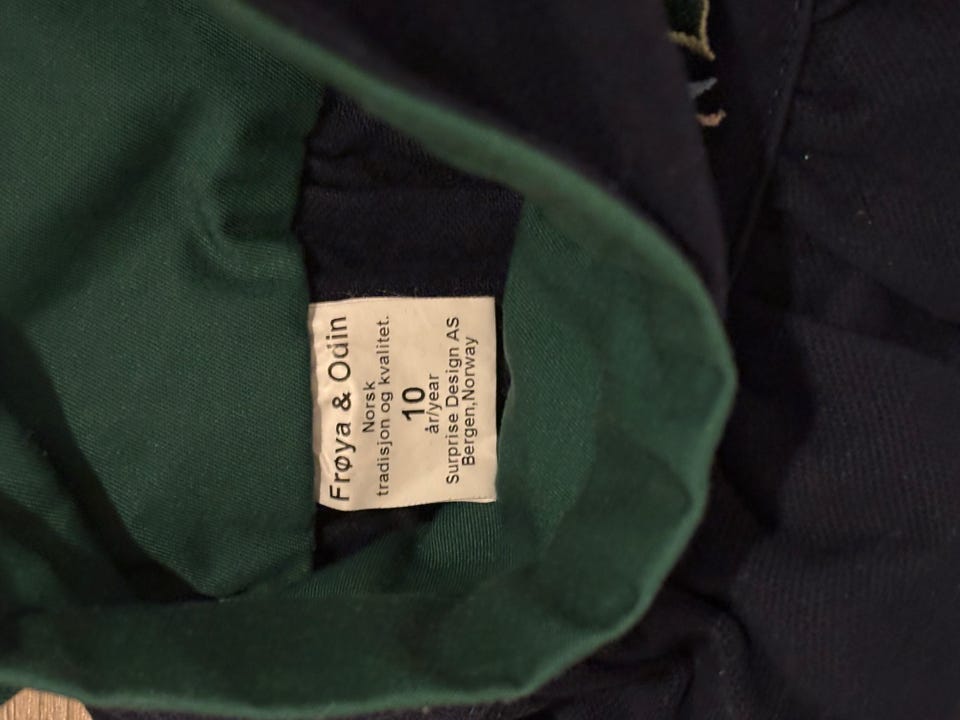 Frøya & Odin
Norsk
tradisjon og kvalitet.
10
år/year
Surprise Design AS
Bergen,Norway